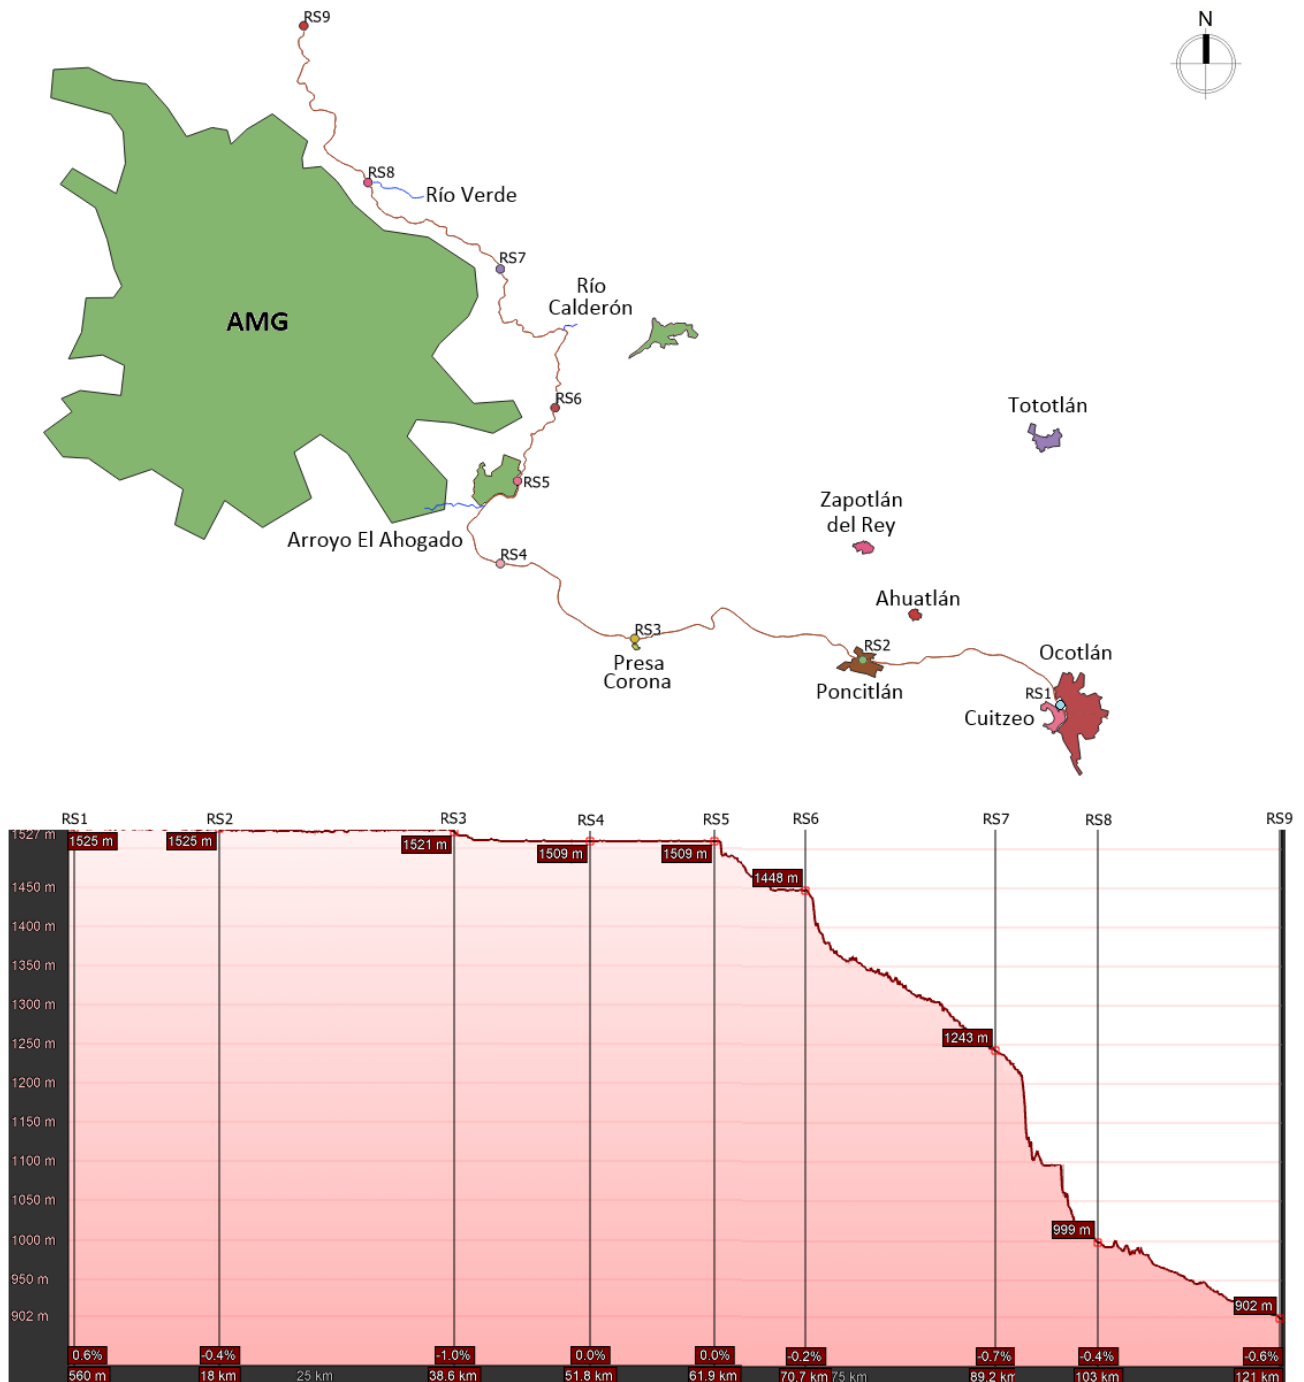 RS9
N
RS8
Río Verde
RS7
Río
Calderón
AMG
RS6
Tototlán
RS5
Zapotlán
del Rey
Arroyo El Ahogado
RS4
Ahuatlán
RS3
RS2
Presa
Corona
Poncitlán
Ocotlán
RS1
Cuitzeo
RS1 RS2 RS3 RS4 RS5 RS6 RS7 RS8 RS9
1527 m
1525 m 1525 m 1521 m 1509 m 1509 m
1448 m
1450 m
1400 m
1350 m
1300 m
1243 m
1250 m
1200 m
1150 m
1100 m
1050 m
999 m
1000 m
950 m
902 m
902 m
0.6% -0.4% -1.0% 0.0% 0.0% -0.2% -0.7% -0.4% -0.6%
560 m 18 km 25 km 38.6 km 51.8 km 61.9 km 70.7 km 75 km 89.2 km 103 km 121 km